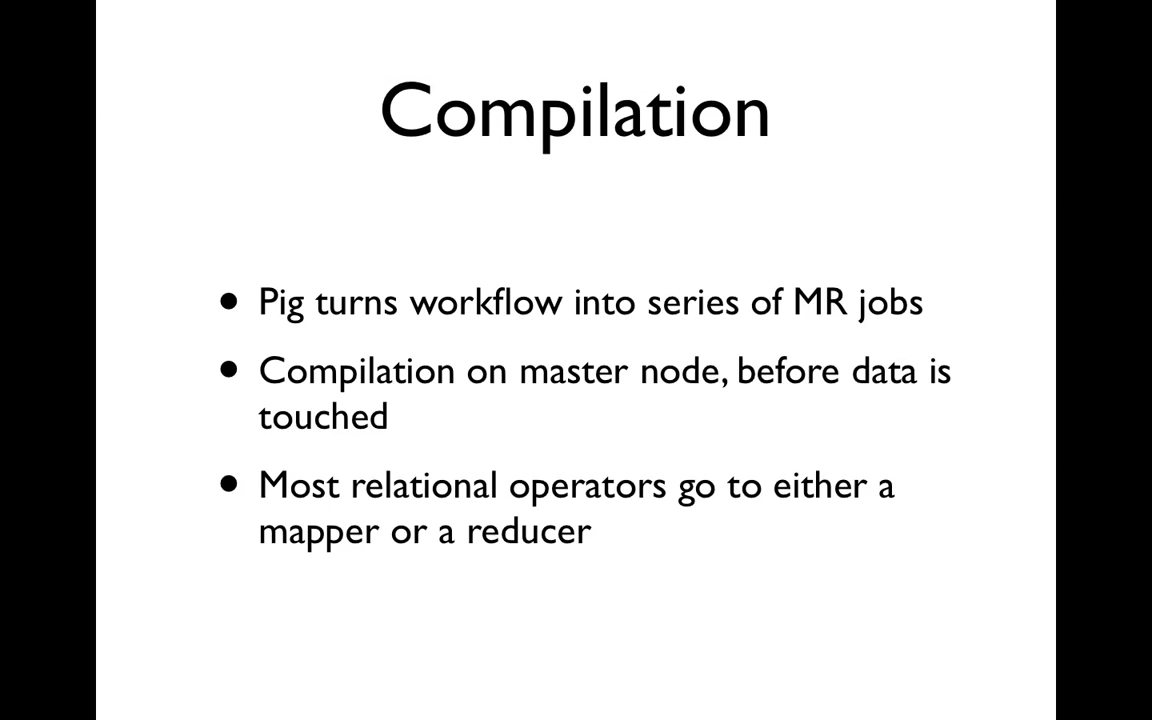 Compilation
• Pig turns workflow into series of MR jobs
• Compilation on master node, before data is
touched
• Most relational operators go to either a
mapper or a reducer